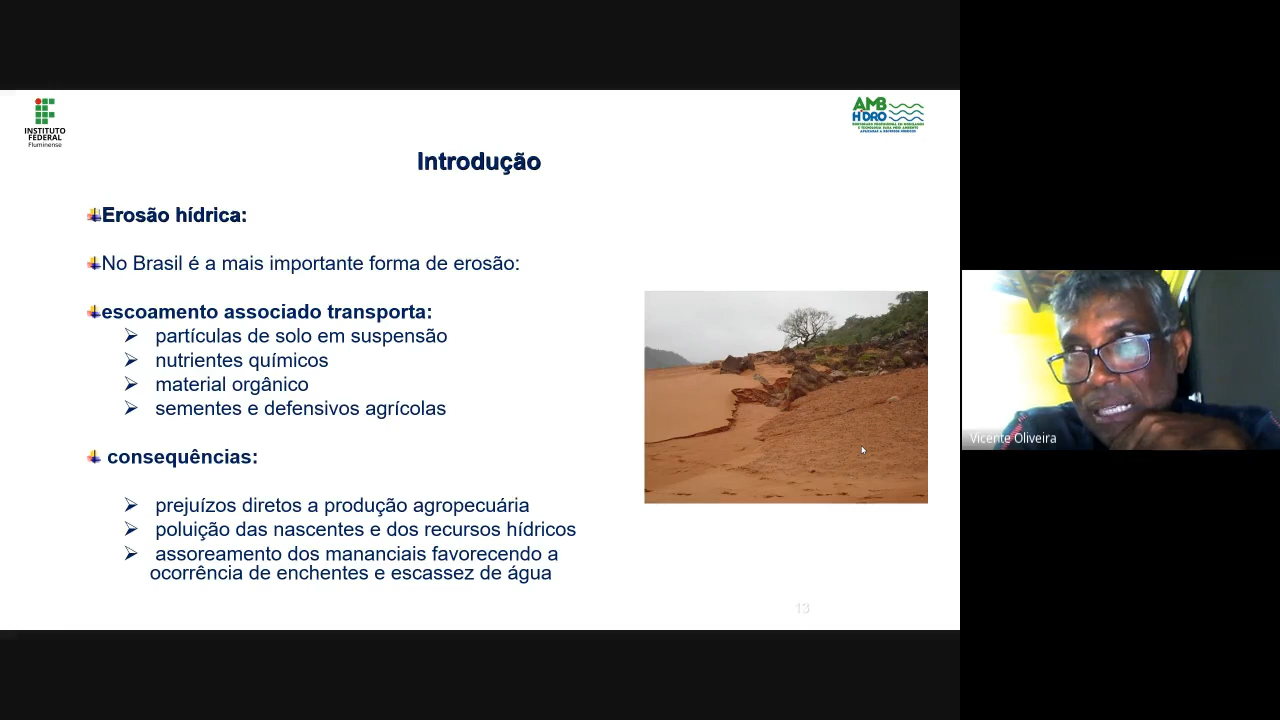 INSTITUTO
FEDERAL
Fluminense
AMB
HIDRO
Introdução
Erosão hídrica:
No Brasil é a mais importante forma de erosão:
escoamento associado transporta:
partículas de solo em suspensão
nutrientes químicos
material orgânico
sementes e defensivos agrícolas
consequências:
prejuízos diretos a produção agropecuária
poluição das nascentes e dos recursos hídricos
assoreamento dos mananciais favorecendo a
ocorrência de enchentes e escassez de água
13
Vicente Oliveira